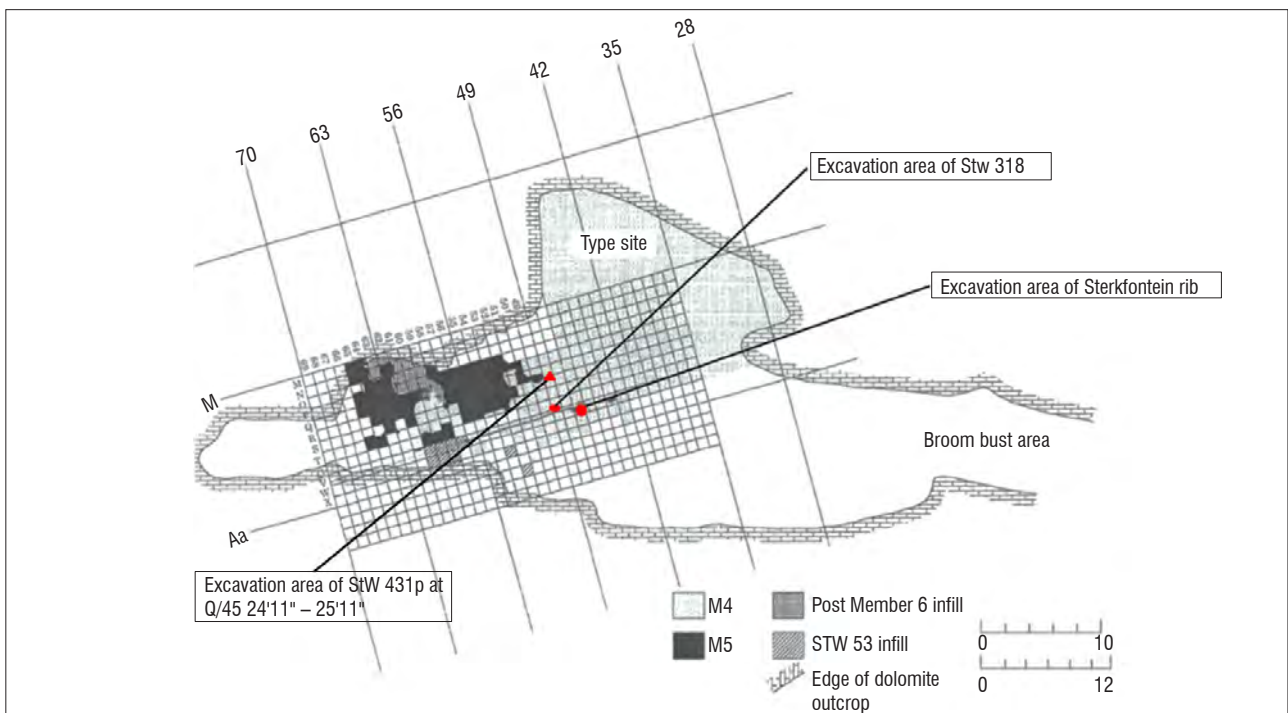 28
35
42
49
56
63
70
Excavation area of Stw 318
Type site
Excavation area of Sterkfontein rib
M
Broom bust area
Aa
Excavation area of StW 431p at
Q/45 24'11" – 25'11"
M4
Post Member 6 infill
M5
STW 53 infill
Edge of dolomite
outcrop
0 10
0 12